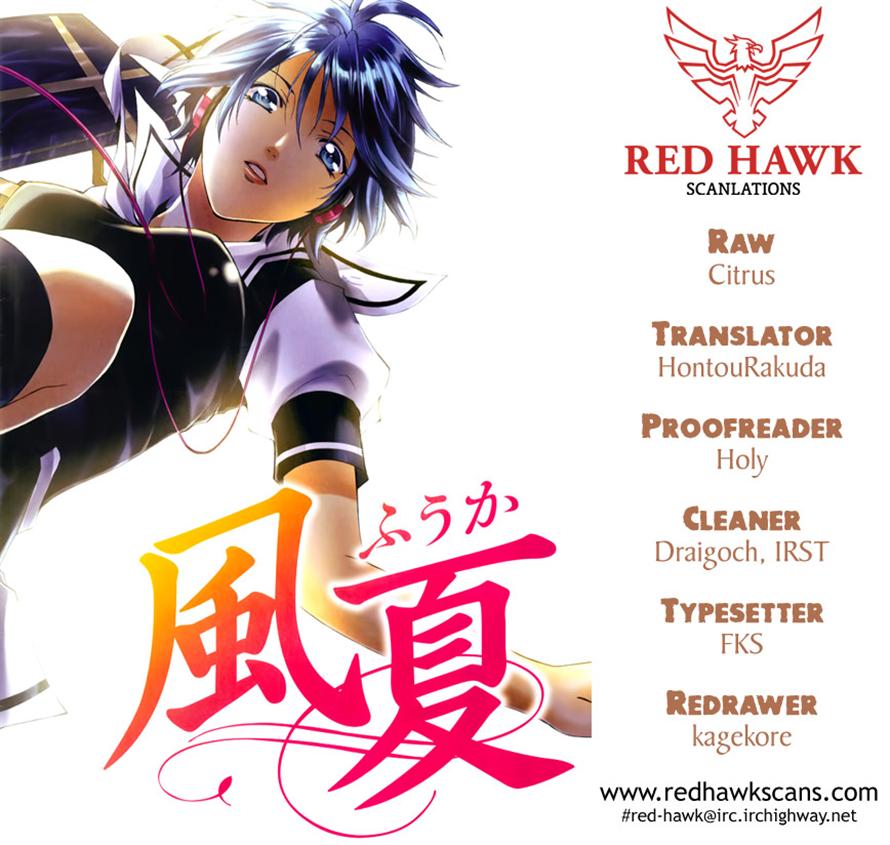 RED HAWK
SCANLATIONS
RAW
Citrus
TRANSLATOR
HontouRakuda
PROOFREADER
Holy
CLEANER
Draigoch, IRST
TYPESETTER
FKS
REDRAWER
kagekore
www.redhawkscans.com
#red-hawk@irc.irchighway.net
ふうか
風夏